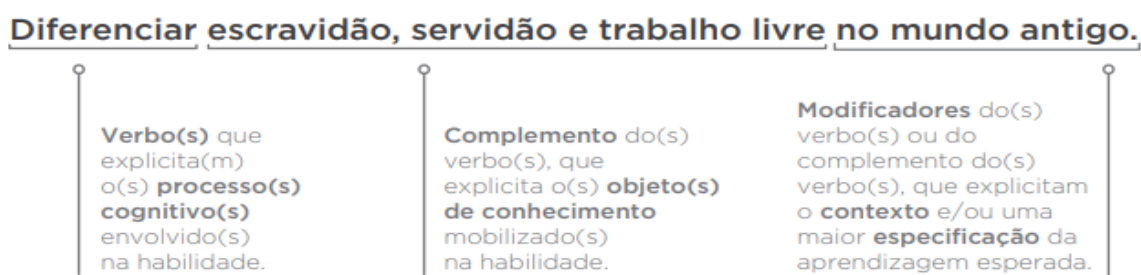 Diferenciar escravidão, servidão e trabalho livre no mundo antigo.
Verbo(s) que
explicita(m)
o(s) processo(s)
cognitivo(s)
envolvido(s)
na habilidade.
Complemento do(s)
verbo(s), que
explicita o(s) objeto(s)
de conhecimento
mobilizado(s)
na habilidade.
Modificadores do(s)
verbo(s) ou do
complemento do(s)
verbo(s), que explicitam
o contexto e/ou uma
maior especificação da
aprendizagem esperada.